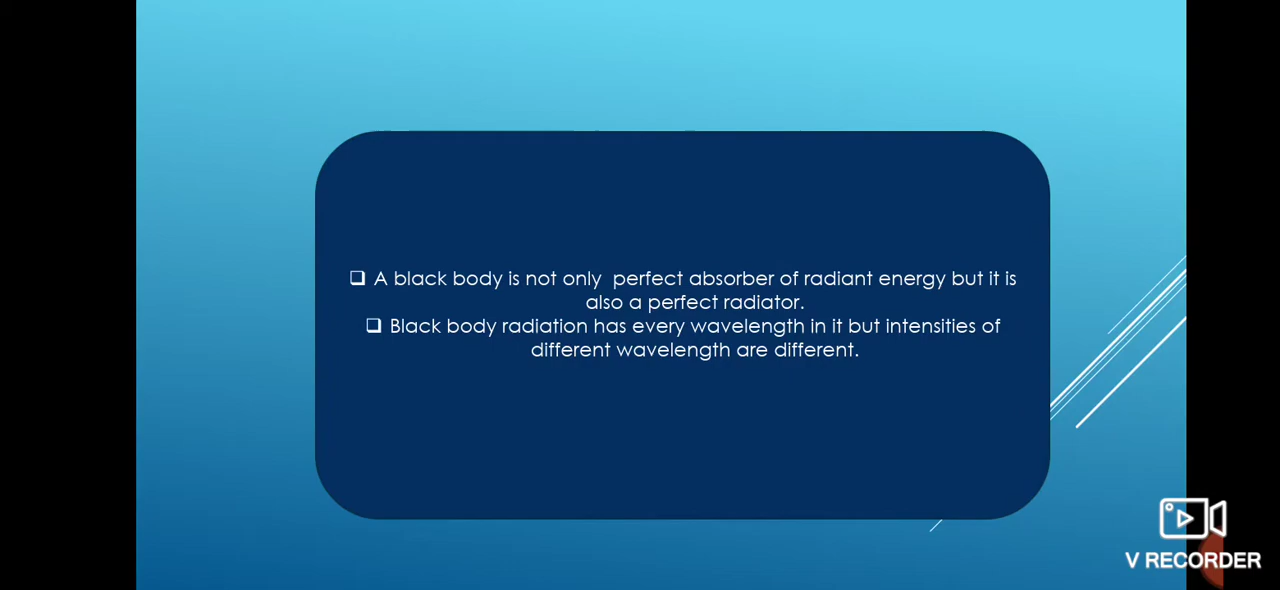 ❑ A black body is not only perfect absorber of radiant energy but it is
also a perfect radiator.
❑ Black body radiation has every wavelength in it but intensities of
different wavelength are different.
V RECORDER